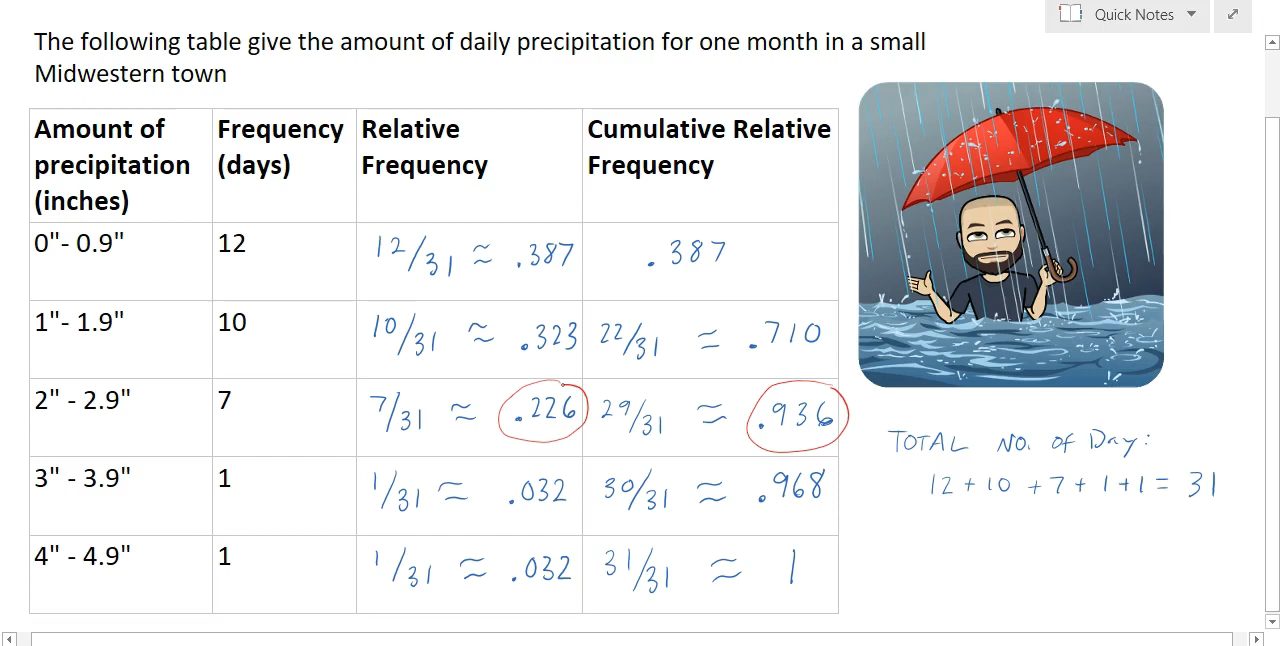 Quick Notes
The following table give the amount of daily precipitation for one month in a small
Midwestern town
Amount of precipitation (inches) Frequency (days) Relative Frequency Cumulative Relative Frequency
0"- 0.9" 12 12/31 ≈ .387 .387
1"- 1.9" 10 10/31 ≈ .323 22/31 ≈ .710
2" - 2.9" 7 7/31 ≈ .226 29/31 ≈ .936
3" - 3.9" 1 1/31 ≈ .032 30/31 ≈ .968
4" - 4.9" 1 1/31 ≈ .032 31/31 ≈ 1
TOTAL NO. of Day:
12 + 10 + 7 + 1 + 1 = 31